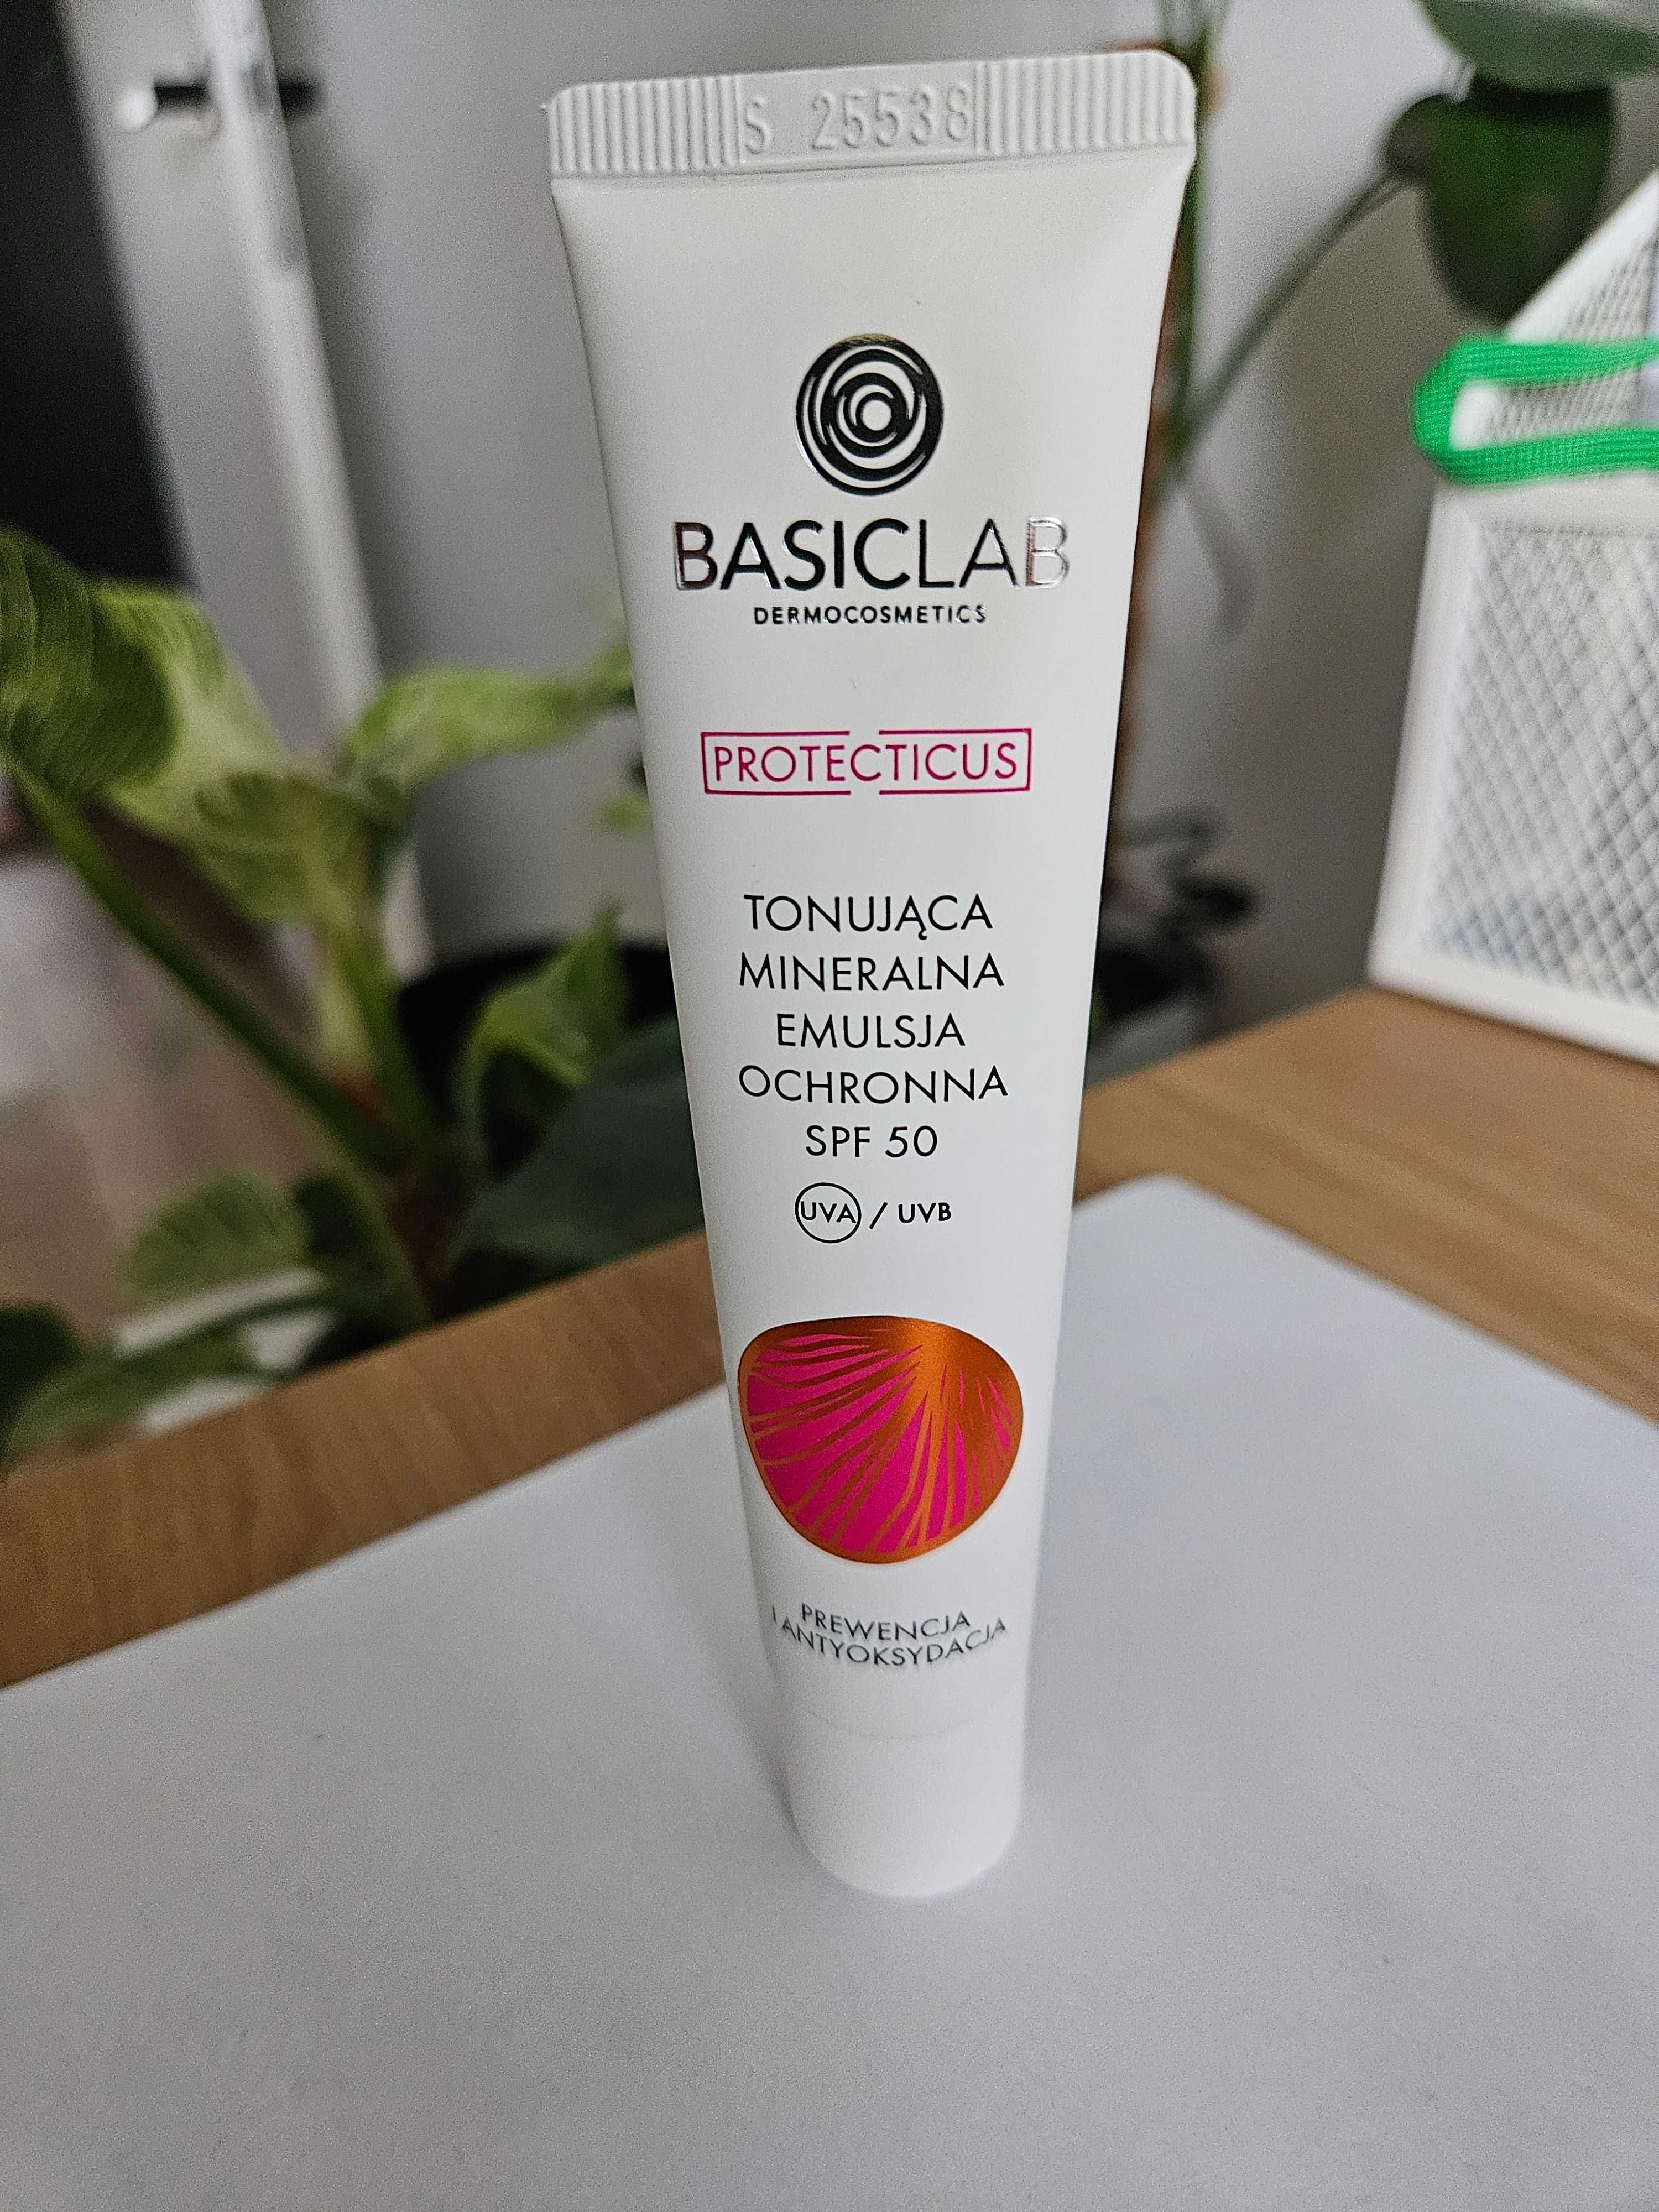 S 25538
BASICLAB
DERMOCOSMETICS
PROTECTICUS
TONUJĄCA
MINERALNA
EMULSJA
OCHRONNA
SPF 50
UVA / UVB
PREWENCJA
I ANTYOKSYDACJA